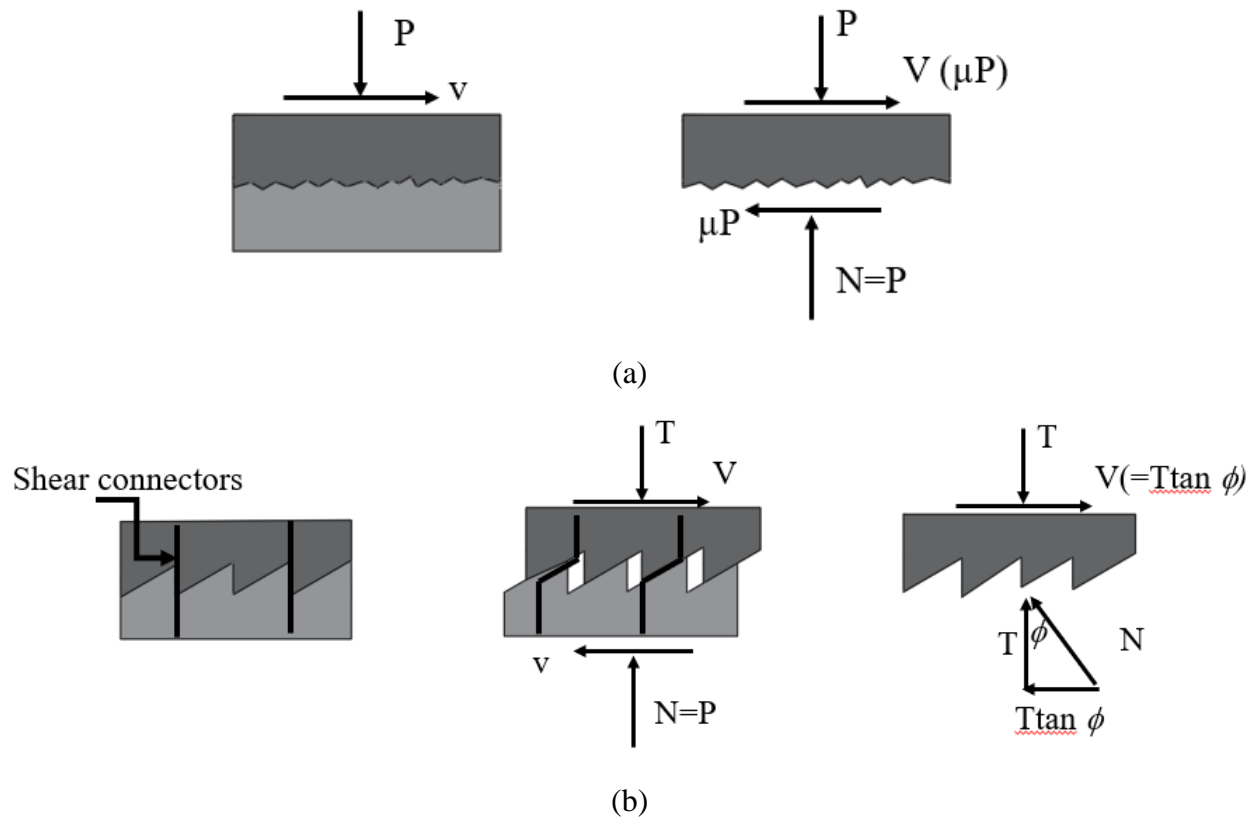 P
v
P
V (µP)
µP
N=P
(a)
Shear connectors
T
V
v
N=P
T
V(=Ttan ϕ)
T
ϕ
N
Ttan ϕ
(b)